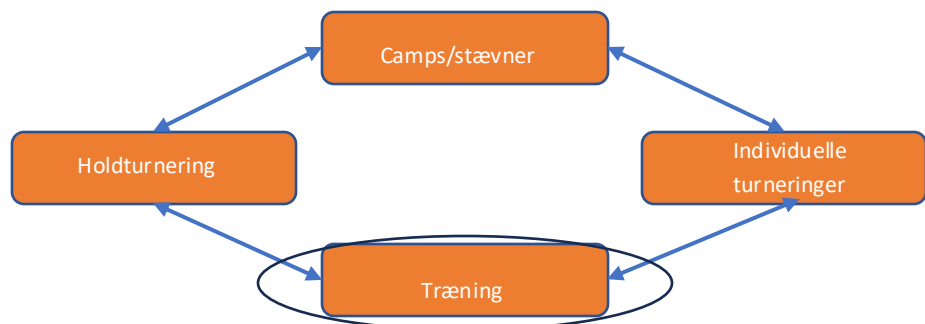 Camps/stævner
Holdturnering
Individuelle
turneringer
Træning